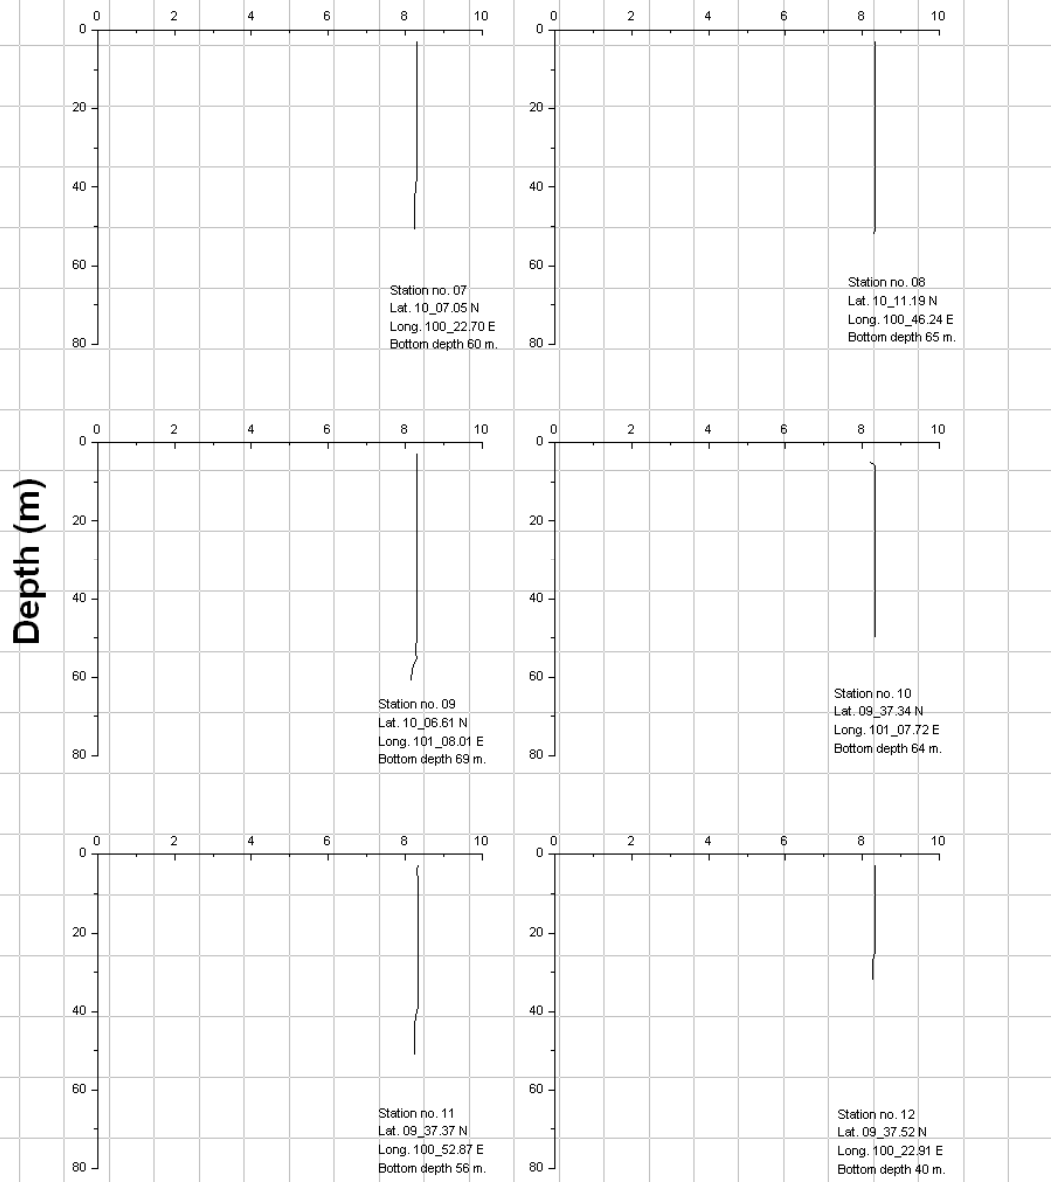 Depth (m)
0 2 4 6 8 10
0
20
40
60
80
Station no. 07
Lat. 10_07.05 N
Long. 100_22.70 E
Bottom depth 60 m.
0 2 4 6 8 10
0
20
40
60
80
Station no. 08
Lat. 10_11.19 N
Long. 100_46.24 E
Bottom depth 65 m.
0 2 4 6 8 10
0
20
40
60
80
Station no. 09
Lat. 10_06.61 N
Long. 101_08.01 E
Bottom depth 69 m.
0 2 4 6 8 10
0
20
40
60
80
Station no. 10
Lat. 09_37.34 N
Long. 101_07.72 E
Bottom depth 64 m.
0 2 4 6 8 10
0
20
40
60
80
Station no. 11
Lat. 09_37.37 N
Long. 100_52.87 E
Bottom depth 56 m.
0 2 4 6 8 10
0
20
40
60
80
Station no. 12
Lat. 09_37.52 N
Long. 100_22.91 E
Bottom depth 40 m.